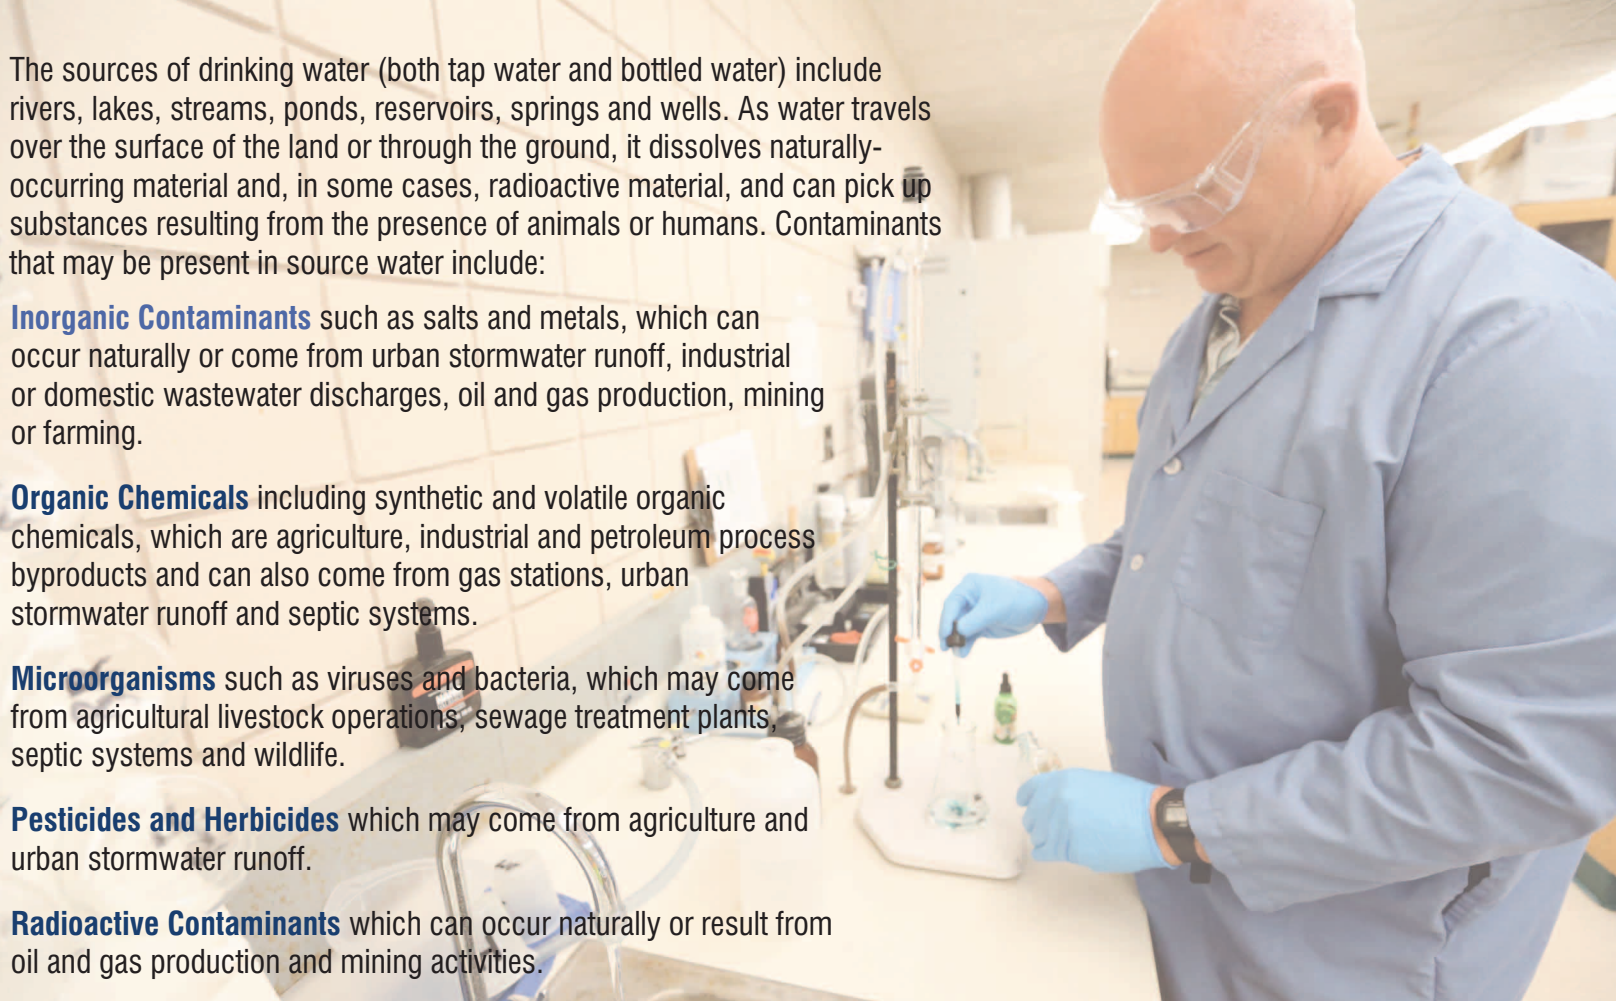 The sources of drinking water (both tap water and bottled water) include
rivers, lakes, streams, ponds, reservoirs, springs and wells. As water travels
over the surface of the land or through the ground, it dissolves naturally-
occurring material and, in some cases, radioactive material, and can pick up
substances resulting from the presence of animals or humans. Contaminants
that may be present in source water include:
Inorganic Contaminants such as salts and metals, which can
occur naturally or come from urban stormwater runoff, industrial
or domestic wastewater discharges, oil and gas production, mining
or farming.
Organic Chemicals including synthetic and volatile organic
chemicals, which are agriculture, industrial and petroleum process
byproducts and can also come from gas stations, urban
stormwater runoff and septic systems.
Microorganisms such as viruses and bacteria, which may come
from agricultural livestock operations, sewage treatment plants,
septic systems and wildlife.
Pesticides and Herbicides which may come from agriculture and
urban stormwater runoff.
Radioactive Contaminants which can occur naturally or result from
oil and gas production and mining activities.